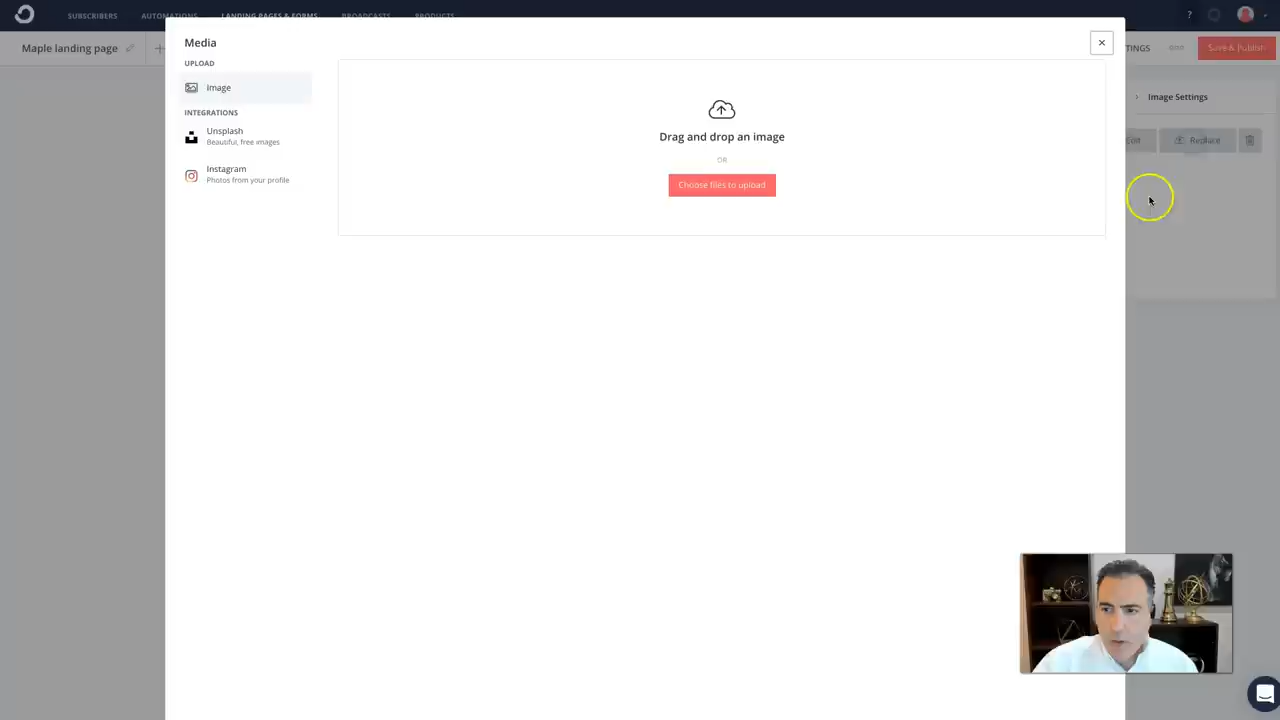 SUBSCRIBERS AUTOMATIONS LANDING PAGES & FORMS BROADCASTS PRODUCTS ?
Maple landing page
Save & Publish
Media
UPLOAD
Image
INTEGRATIONS
Unsplash
Beautiful, free images
Instagram
Photos from your profile
Drag and drop an image
OR
Choose files to upload
Image Settings
Edit Replace